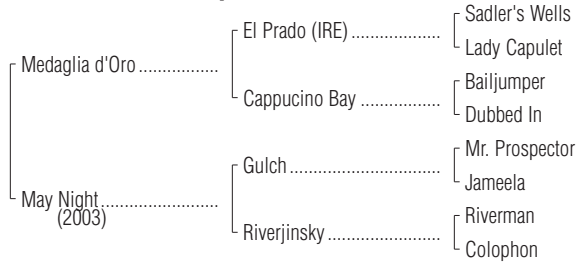 Sadler's Wells
El Prado (IRE) ...................
Lady Capulet
Medaglia d'Oro .................
Bailjumper
Cappucino Bay .................
Dubbed In
Mr. Prospector
Gulch................................
Jameela
May Night.........................
(2003)
Riverman
Riverjinsky ........................
Colophon